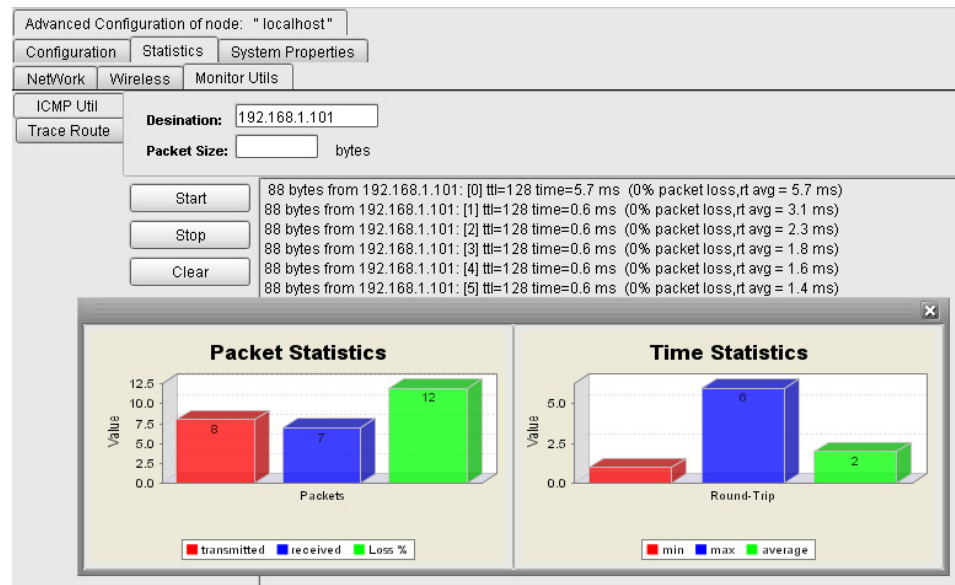 Advanced Configuration of node: "localhost"
Configuration Statistics System Properties
NetWork Wireless Monitor Utils
ICMP Util
Trace Route
Desination: 192.168.1.101
Packet Size: bytes
Start
Stop
Clear
88 bytes from 192.168.1.101: [0] ttl=128 time=5.7 ms (0% packet loss,rt avg = 5.7 ms)
88 bytes from 192.168.1.101: [1] ttl=128 time=0.6 ms (0% packet loss,rt avg = 3.1 ms)
88 bytes from 192.168.1.101: [2] ttl=128 time=0.6 ms (0% packet loss,rt avg = 2.3 ms)
88 bytes from 192.168.1.101: [3] ttl=128 time=0.6 ms (0% packet loss,rt avg = 1.8 ms)
88 bytes from 192.168.1.101: [4] ttl=128 time=0.6 ms (0% packet loss,rt avg = 1.6 ms)
88 bytes from 192.168.1.101: [5] ttl=128 time=0.6 ms (0% packet loss,rt avg = 1.4 ms)
Packet Statistics
12.5
10.0
7.5
5.0
2.5
0.0
Value
8
7
12
Packets
transmitted received Loss %
Time Statistics
5.0
2.5
0.0
Value
6
2
Round-Trip
min max average